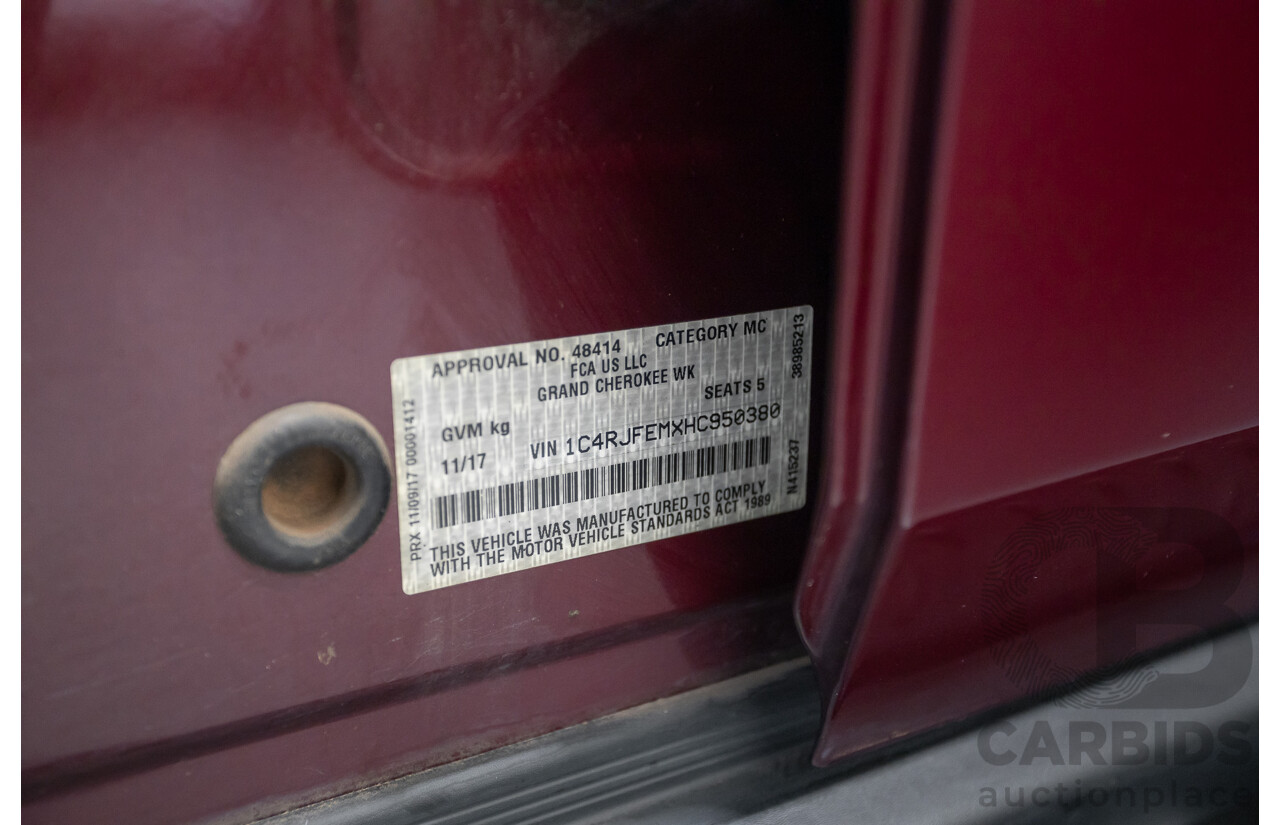 APPROVAL NO. 48414 CATEGORY MC
FCA US LLC
GRAND CHEROKEE WK
SEATS 5
GVM kg
11/17 VIN 1C4RJFEMXHC950380
THIS VEHICLE WAS MANUFACTURED TO COMPLY
WITH THE MOTOR VEHICLE STANDARDS ACT 1989
PRX 11/09/17 00001412
38985213
N415237
CB
CARBIDS
auctionplace